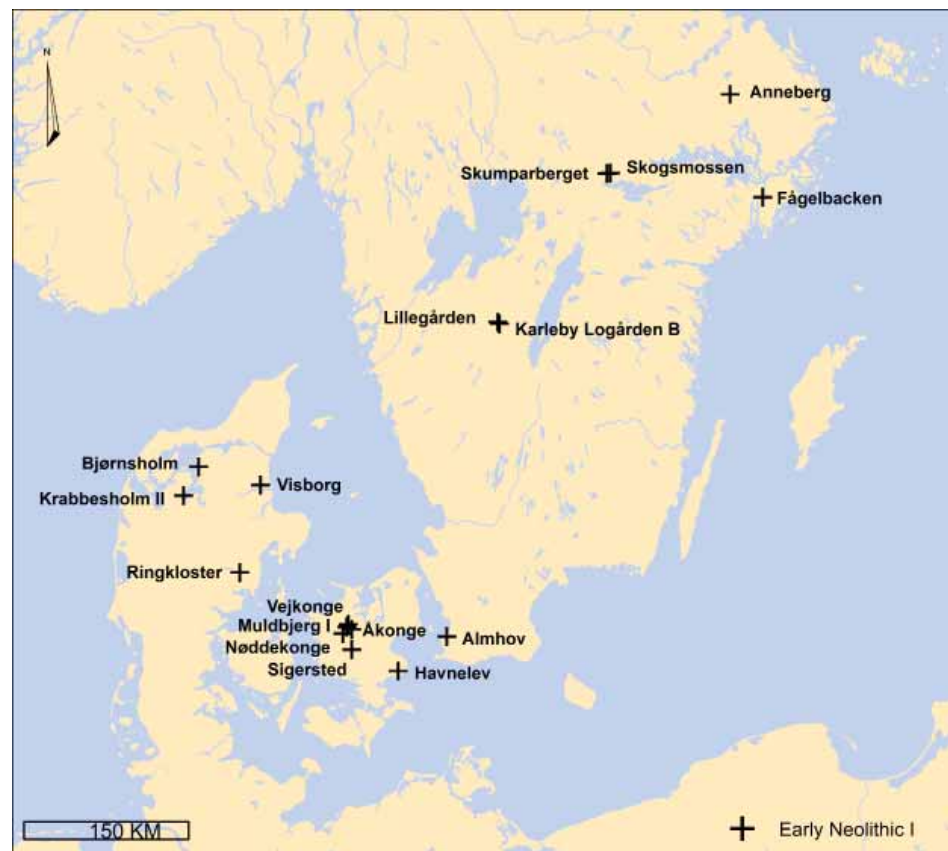 N
Anneberg
Skumparberget
Skogsmossen
Fågelbacken
Lillegården
Karleby Logården B
Bjørnsholm
Visborg
Krabbesholm II
Ringkloster
Vejkonge
Muldbjerg I
Åkonge
Nøddekonge
Almhov
Sigersted
Havnelev
150 KM
Early Neolithic I